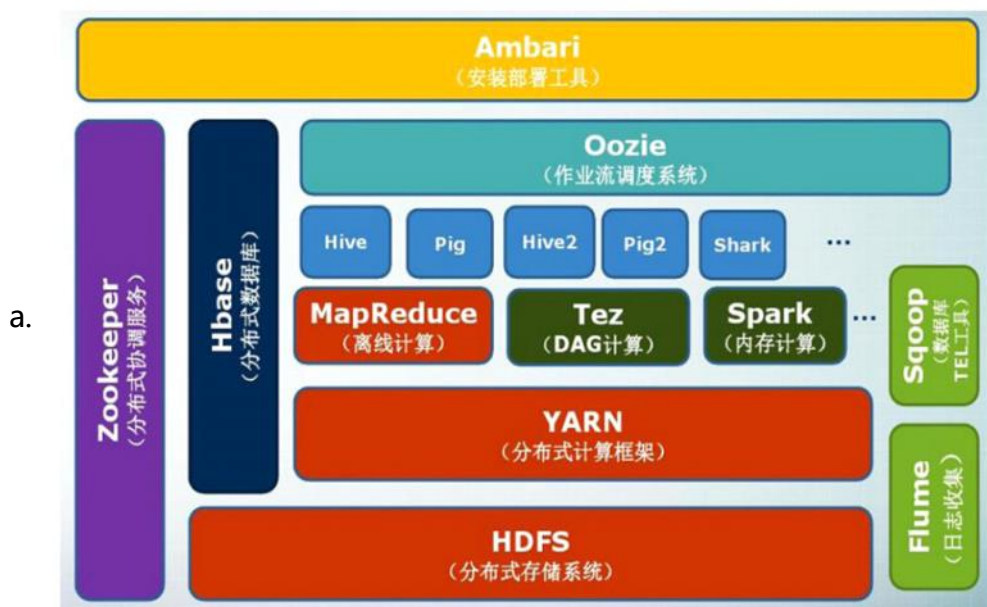 Ambari
(安装部署工具)
Oozie
(作业流调度系统)
Hive
Pig
Hive2
Pig2
Shark
...
MapReduce
(离线计算)
Tez
(DAG计算)
Spark
(内存计算)
...
YARN
(分布式计算框架)
HDFS
(分布式存储系统)
Zookeeper
(分布式协调服务)
Hbase
(分布式数据库)
Sqoop
(数据库
TEL工具)
Flume
(日志收集)
a.